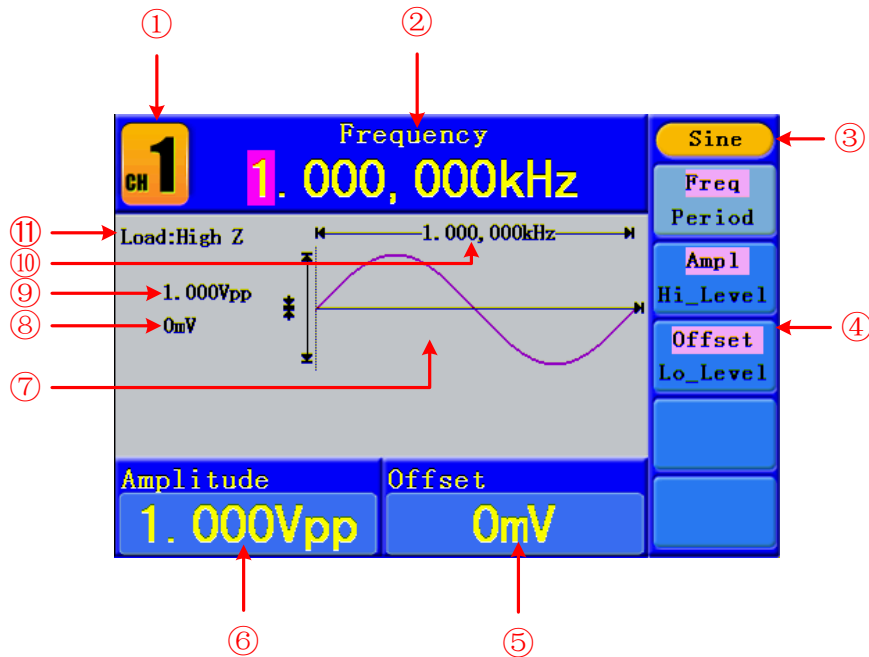 ① ②
CH 1
Frequency
1.000,000kHz
Sine
③
Freq
Period
Ampl
Hi_Level
Offset
Lo_Level
④
⑪
Load:High Z
1.000,000kHz
⑩
⑨
1.000Vpp
⑧
0mV
⑦
Amplitude
1.000Vpp
Offset
0mV
⑥ ⑤